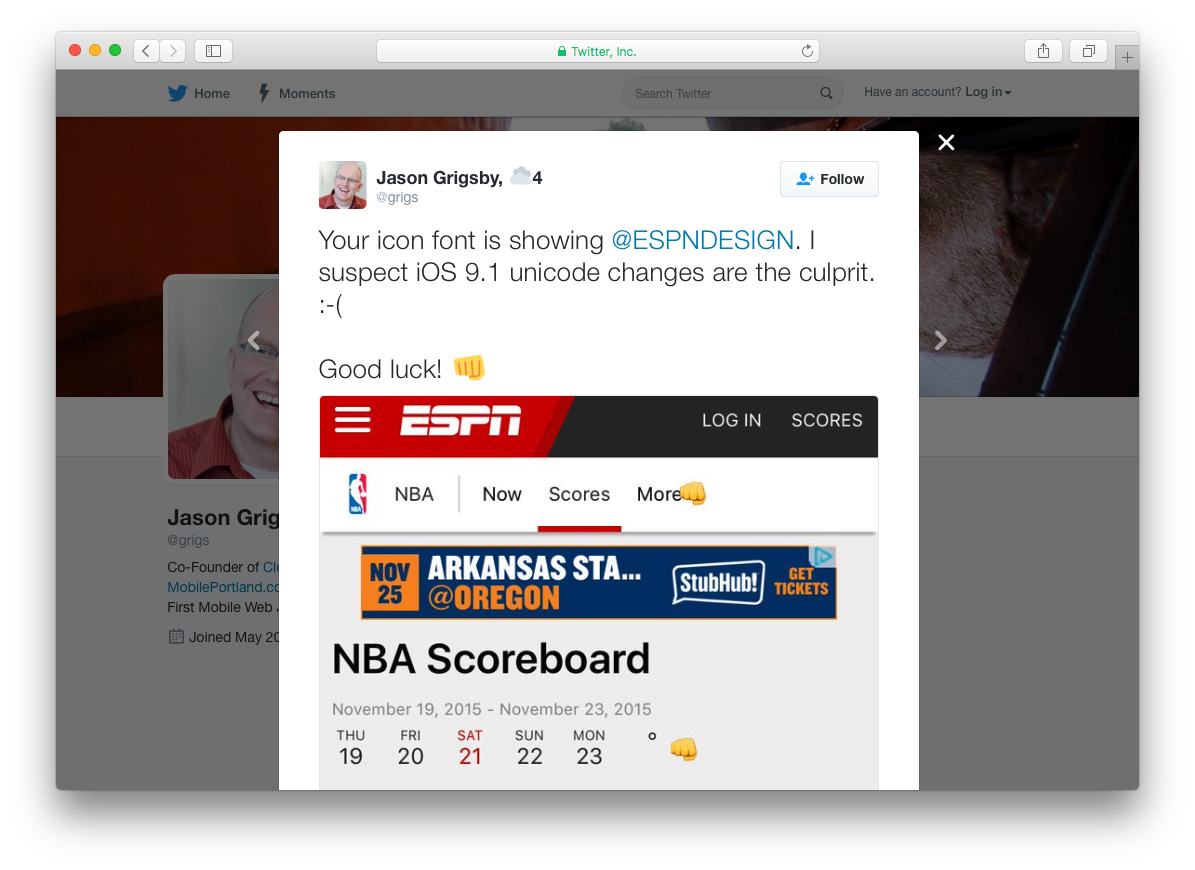 Twitter, Inc.
Home
Moments
Search Twitter
Have an account? Log in
Jason Grigsby, ☁️4
@grigs
Follow
Your icon font is showing @ESPNDESIGN. I
suspect iOS 9.1 unicode changes are the culprit.
:-(
Good luck! 👊
ESPN
LOG IN
SCORES
NBA
NBA
Now
Scores
More👊
NOV
25
ARKANSAS STA...
@OREGON
StubHub!
GET
TICKETS
NBA Scoreboard
November 19, 2015 - November 23, 2015
THU FRI SAT SUN MON
19 20 21 22 23 👊
Jason Grig
@grigs
Co-Founder of Clo
MobilePortland.co
First Mobile Web J
Joined May 20